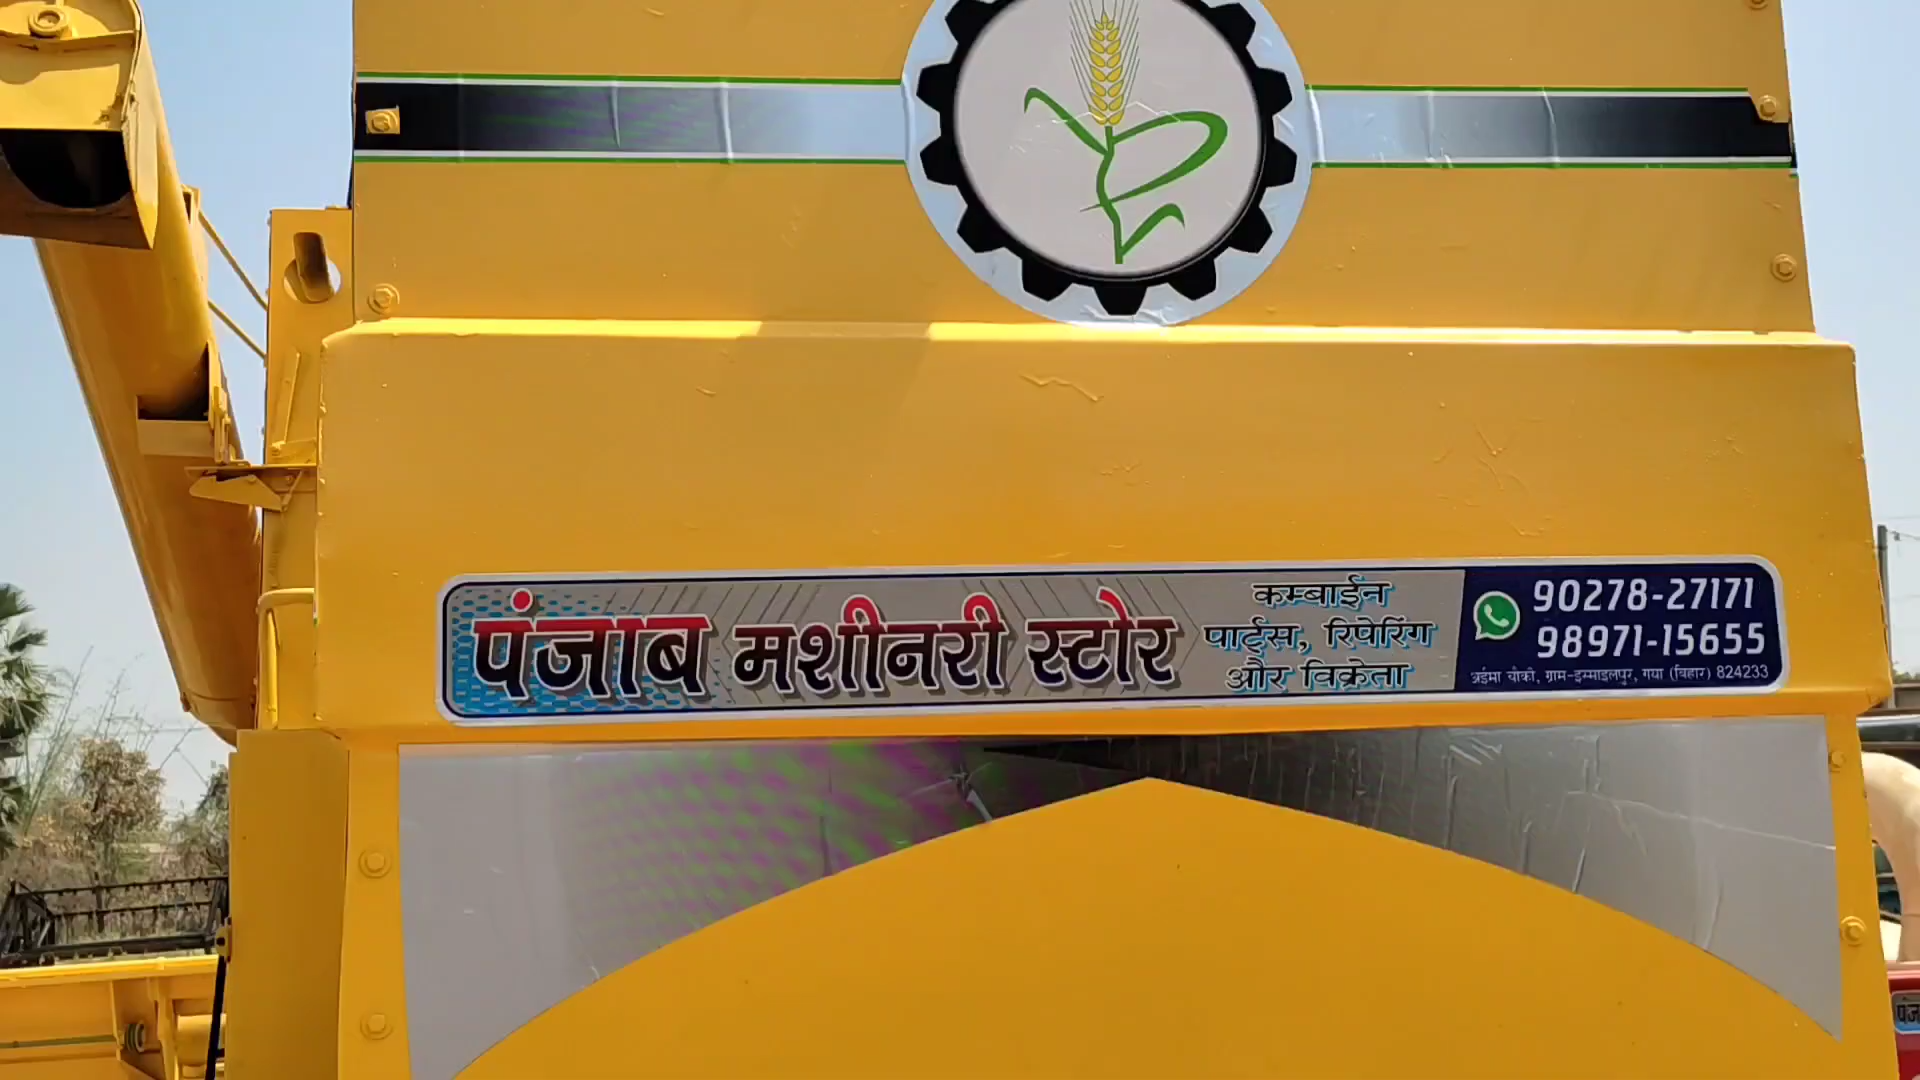 पंजाब मशीनरी स्टोर
कम्बाईन
पार्ट्स, रिपेरिंग
और विक्रेता
90278-27171
98971-15655
अईमा चौकी, ग्राम-इस्माइलपुर, गया (बिहार) 824233